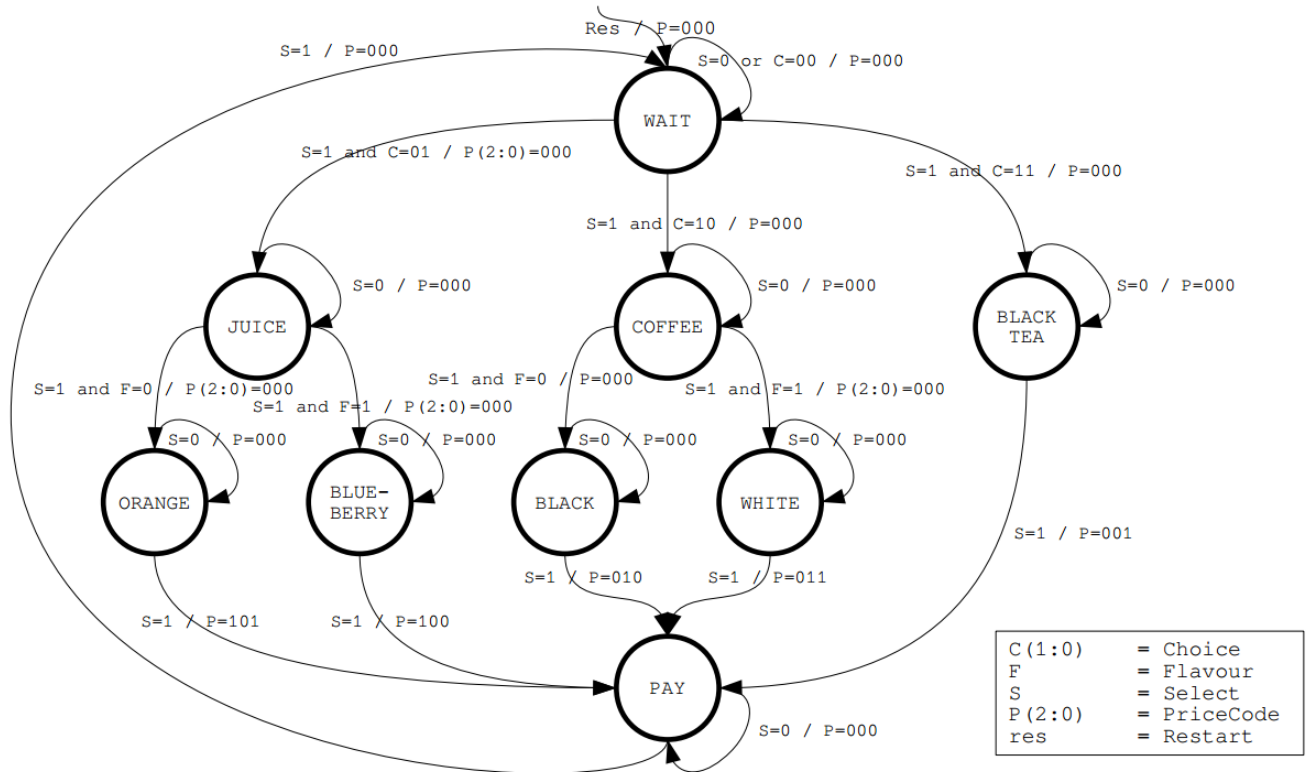 Res / P=000
S=1 / P=000
S=0 or C=00 / P=000
WAIT
S=1 and C=01 / P(2:0)=000
S=1 and C=11 / P=000
S=1 and C=10 / P=000
S=0 / P=000
S=0 / P=000
S=0 / P=000
JUICE
COFFEE
BLACK
TEA
S=1 and F=0 / P(2:0)=000
S=1 and F=1 / P(2:0)=000
S=1 and F=0 / P=000
S=1 and F=1 / P(2:0)=000
S=0 / P=000
S=0 / P=000
S=0 / P=000
S=0 / P=000
ORANGE
BLUE-
BERRY
BLACK
WHITE
S=1 / P=001
S=1 / P=010
S=1 / P=011
S=1 / P=101
S=1 / P=100
PAY
S=0 / P=000
C(1:0) = Choice
F = Flavour
S = Select
P(2:0) = PriceCode
res = Restart